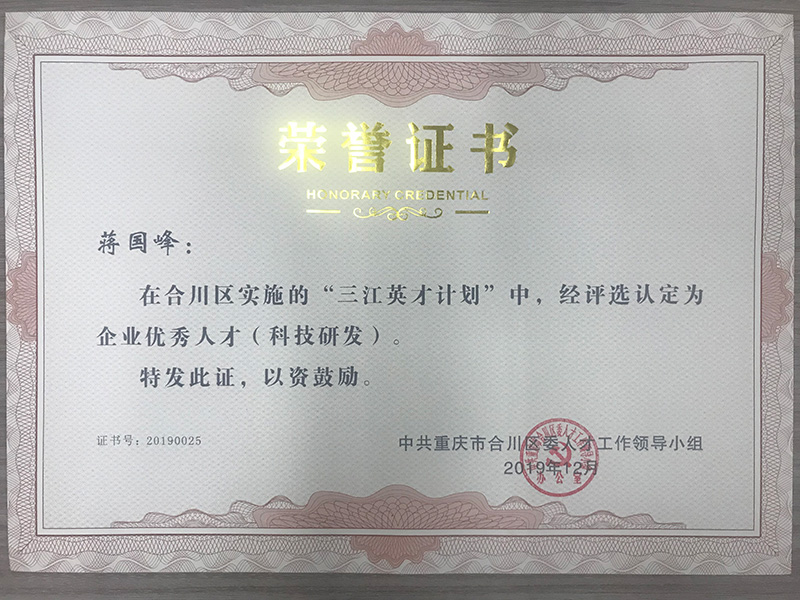 荣誉证书
HONORARY CREDENTIAL
蒋国峰：
在合川区实施的“三江英才计划”中，经评选认定为
企业优秀人才（科技研发）。
特发此证，以资鼓励。
证书号：20190025
中共重庆市合川区委人才工作领导小组
2019年12月
办公室